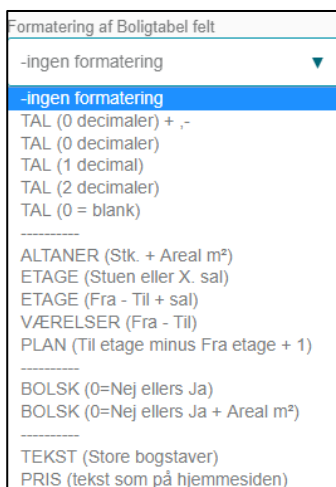 Formatering af Boligtabel felt
-ingen formatering
-ingen formatering
TAL (0 decimaler) + ,-
TAL (0 decimaler)
TAL (1 decimal)
TAL (2 decimaler)
TAL (0 = blank)
----------
ALTANER (Stk. + Areal m²)
ETAGE (Stuen eller X. sal)
ETAGE (Fra - Til + sal)
VÆRELSER (Fra - Til)
PLAN (Til etage minus Fra etage + 1)
----------
BOLSK (0=Nej ellers Ja)
BOLSK (0=Nej ellers Ja + Areal m²)
----------
TEKST (Store bogstaver)
PRIS (tekst som på hjemmesiden)